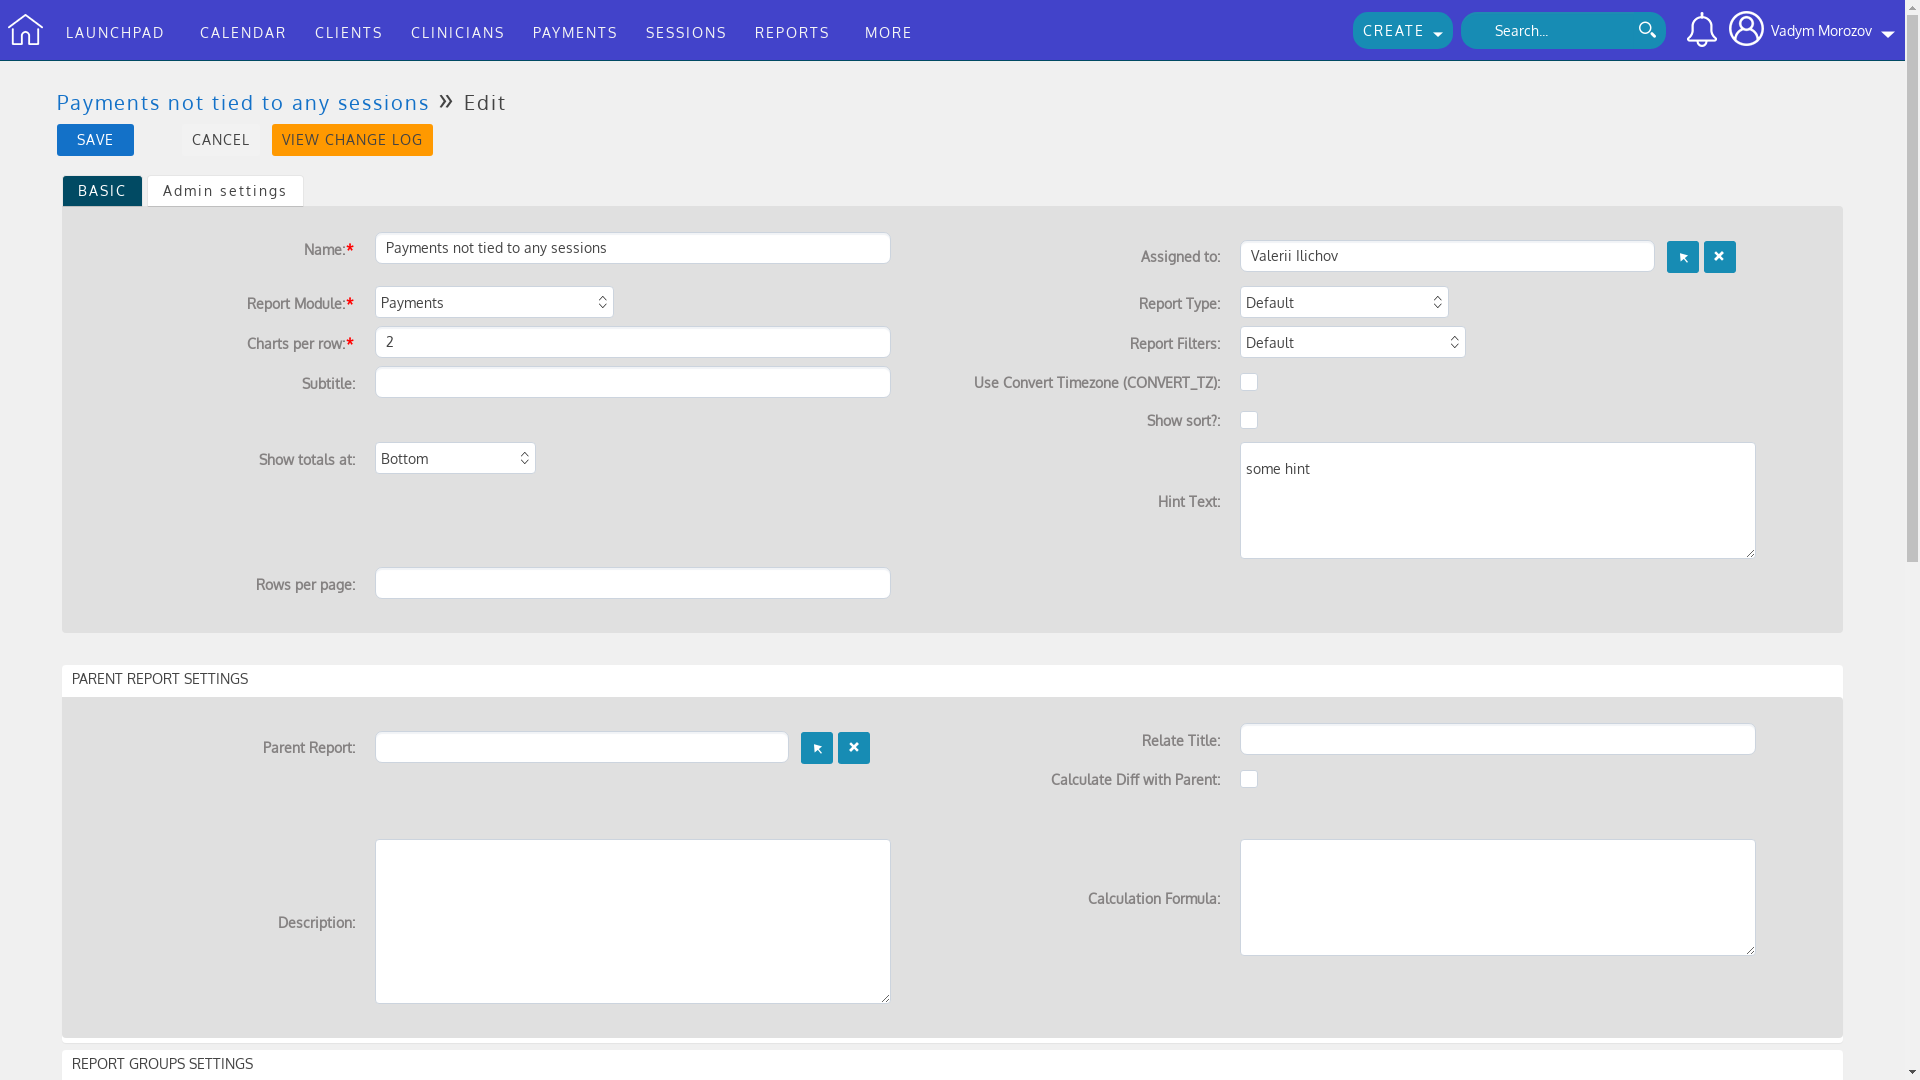 LAUNCHPAD CALENDAR CLIENTS CLINICIANS PAYMENTS SESSIONS REPORTS MORE CREATE Search... Vadym Morozov
Payments not tied to any sessions » Edit
SAVE CANCEL VIEW CHANGE LOG
BASIC Admin settings
Name:* Payments not tied to any sessions
Assigned to: Valerii Ilichov
Report Module:* Payments
Report Type: Default
Charts per row:* 2
Report Filters: Default
Subtitle:
Use Convert Timezone (CONVERT_TZ):
Show sort?:
Show totals at: Bottom
Hint Text: some hint
Rows per page:
PARENT REPORT SETTINGS
Parent Report:
Relate Title:
Calculate Diff with Parent:
Description:
Calculation Formula:
REPORT GROUPS SETTINGS